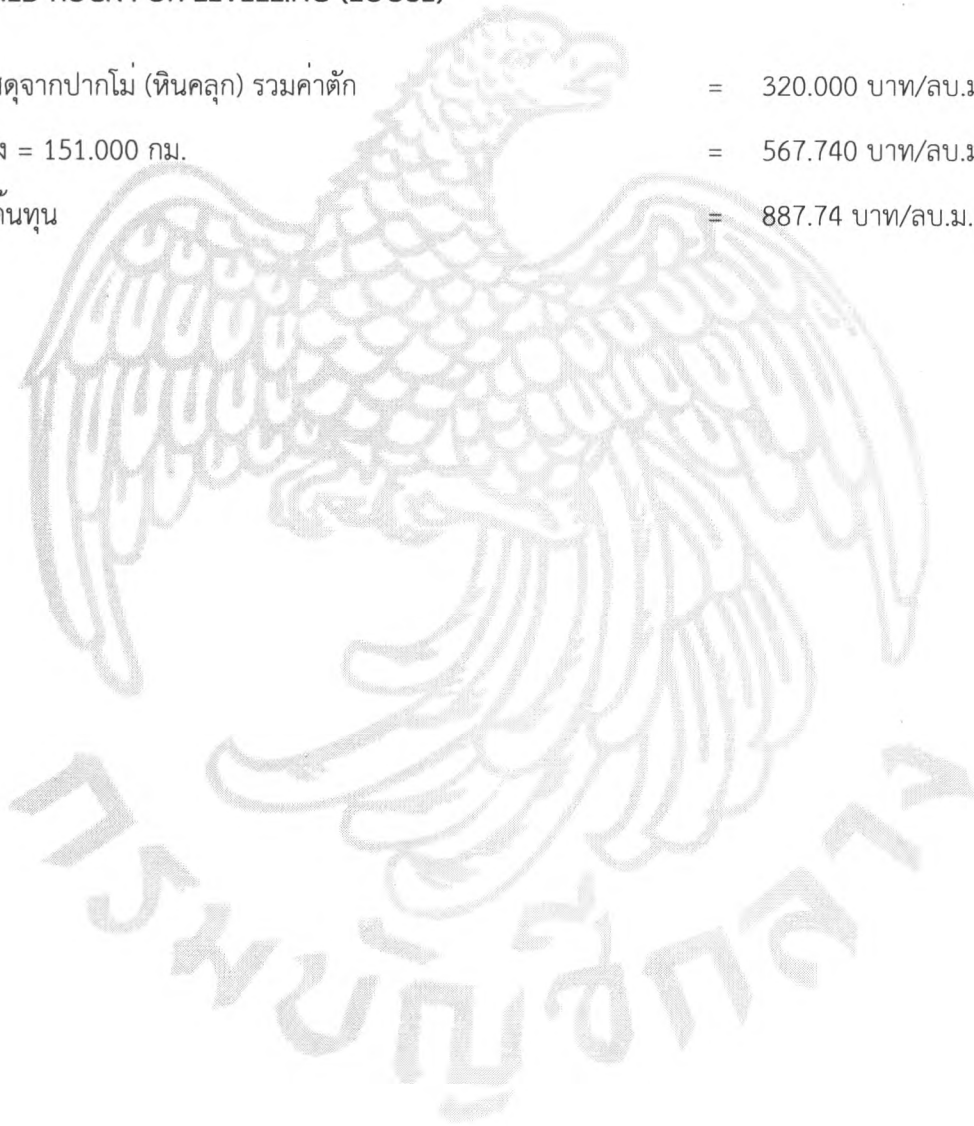 สดุจากปากโม่ (หินคลุก) รวมค่าตัก = 320.000 บาท/ลบ.ม
= 151.000 กม. = 567.740 บาท/ลบ.ม
้นทุน = 887.74 บาท/ลบ.ม.
กรมบัญชีกลาง